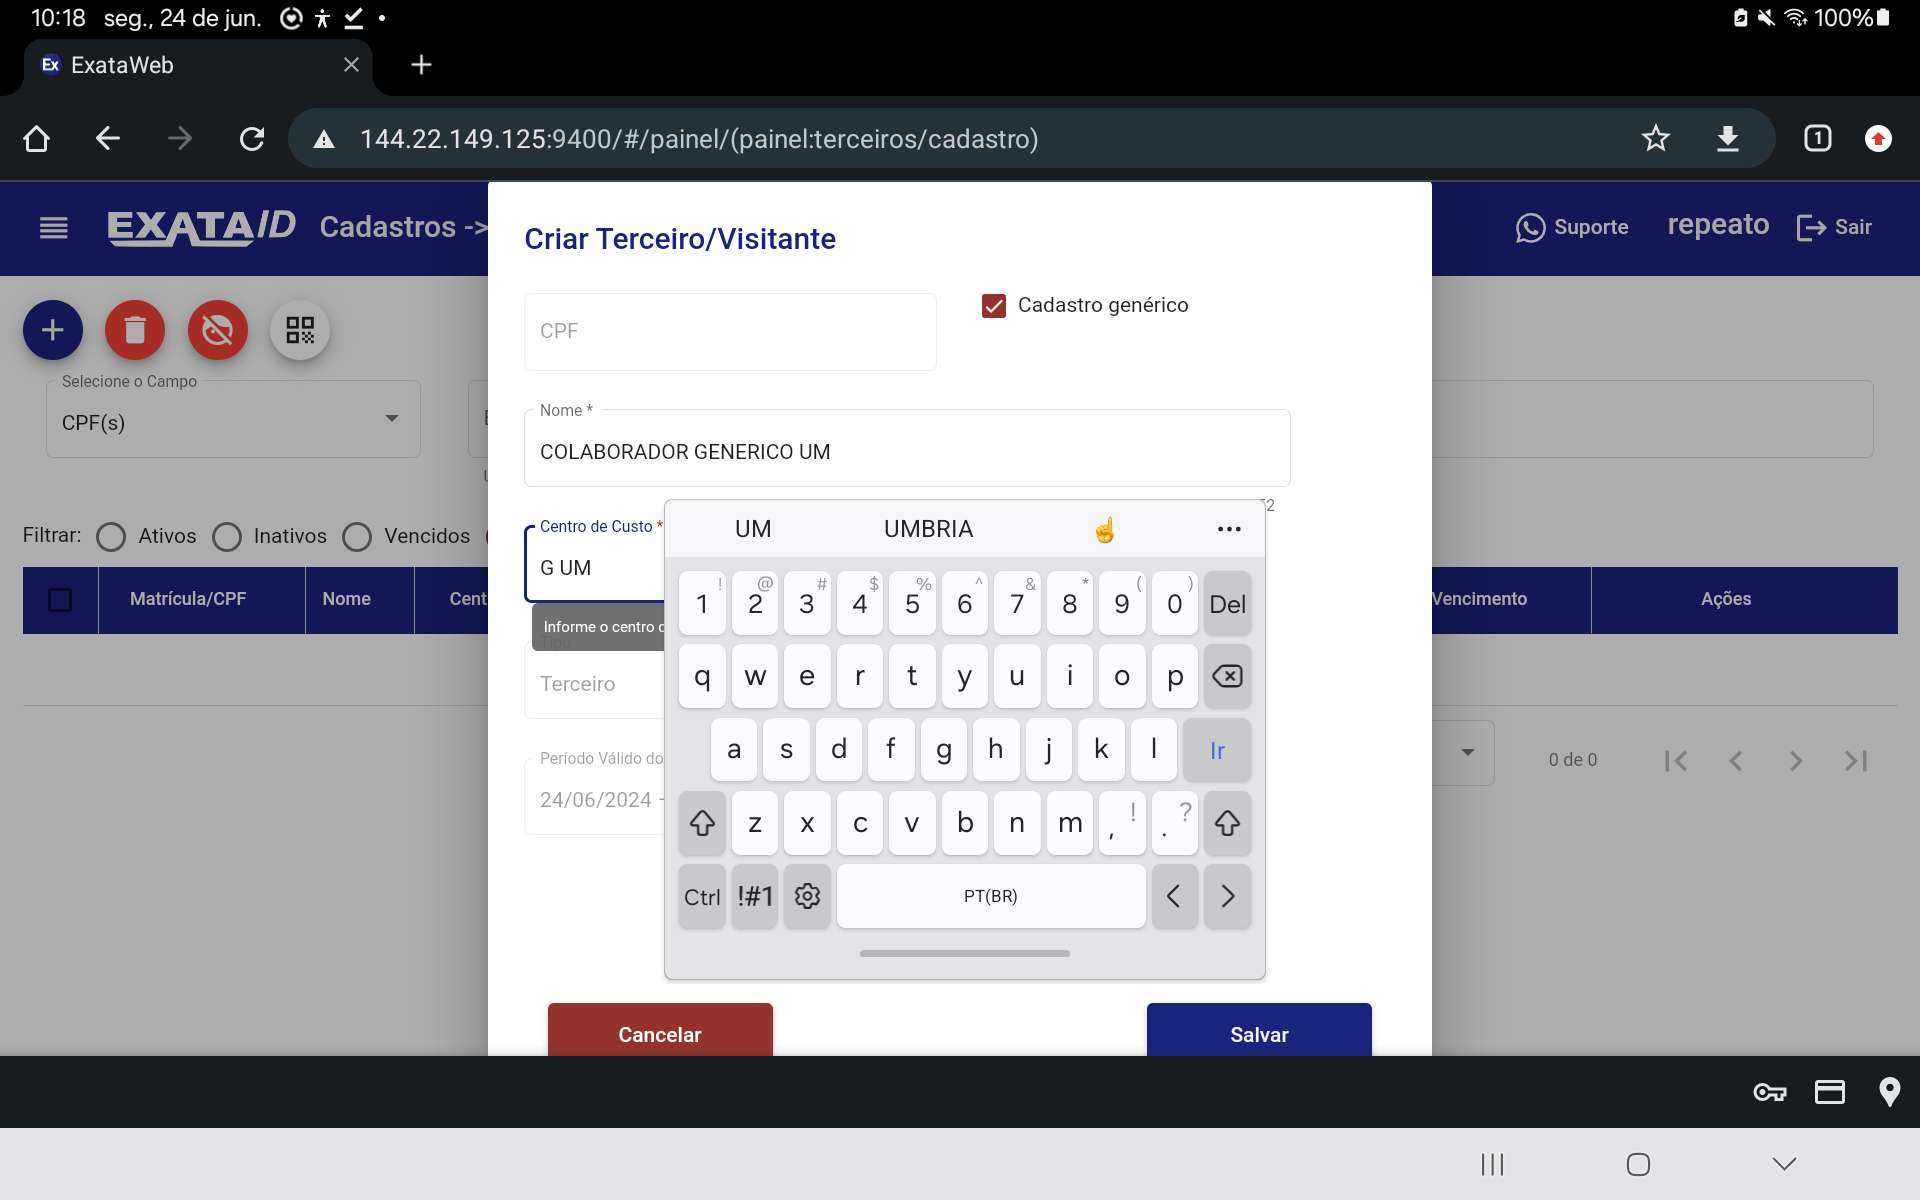 10:18 seg., 24 de jun. 100%
Ex ExataWeb
144.22.149.125:9400/#/painel/(painel:terceiros/cadastro) 1
EXATA/D Cadastros -> Suporte repeato Sair
Criar Terceiro/Visitante
CPF
Cadastro genérico
Selecione o Campo
CPF(s)
Nome *
COLABORADOR GENERICO UM
Filtrar: Ativos Inativos Vencidos
Centro de Custo *
G UM
Informe o centro
Matrícula/CPF Nome Cent Vencimento Ações
Terceiro
Período Válido do
24/06/2024 -
0 de 0
UM UMBRIA ☝ •••
! @ # $ % ^ & * ( )
1 2 3 4 5 6 7 8 9 0 Del
q w e r t y u i o p
a s d f g h j k l Ir
z x c v b n m , ! . ?
Ctrl !#1 PT(BR) < >
Cancelar Salvar